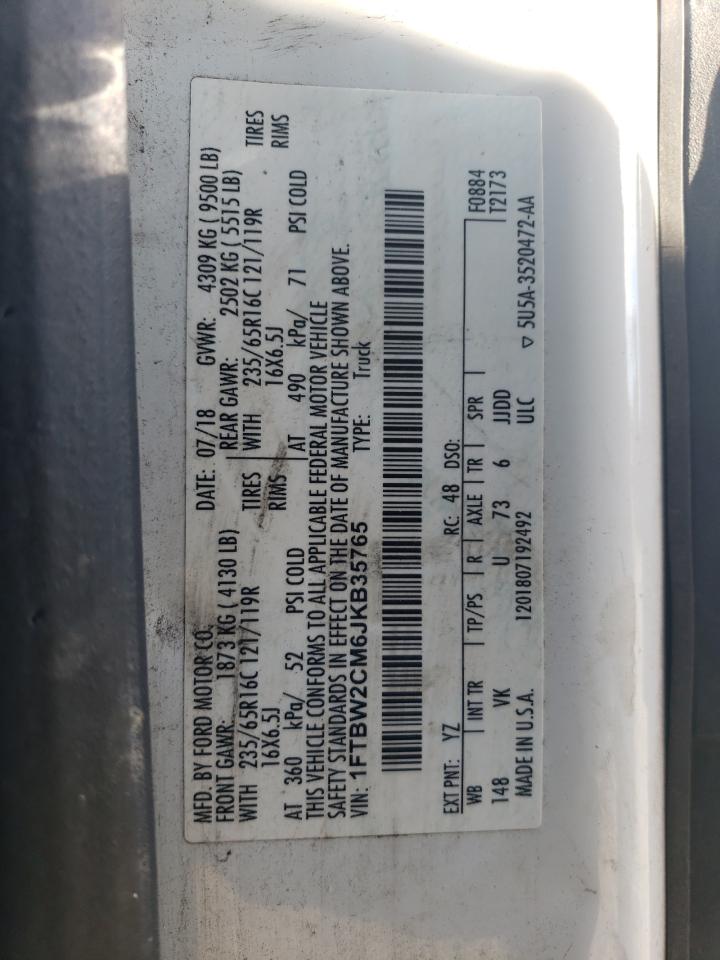 MFD. BY FORD MOTOR CO. DATE: 07/18 GVWR: 4309 KG ( 9500 LB)
FRONT GAWR: 1873 KG ( 4130 LB) REAR GAWR: 2502 KG ( 5515 LB)
WITH 235/65R16C 121/119R TIRES WITH 235/65R16C 121/119R TIRES
16X6.5J RIMS 16X6.5J RIMS
AT 360 kPa/ 52 PSI COLD AT 490 kPa/ 71 PSI COLD
THIS VEHICLE CONFORMS TO ALL APPLICABLE FEDERAL MOTOR VEHICLE
SAFETY STANDARDS IN EFFECT ON THE DATE OF MANUFACTURE SHOWN ABOVE.
VIN: 1FTBW2CM6JKB35765 TYPE: Truck
EXT PNT: YZ RC: 48 DSO:
WB INT TR TP/PS R AXLE TR SPR F0884
148 VK U 73 6 JJDD T2173
MADE IN U.S.A. 1201807192492 ULC ▽ 5U5A-3520472-AA